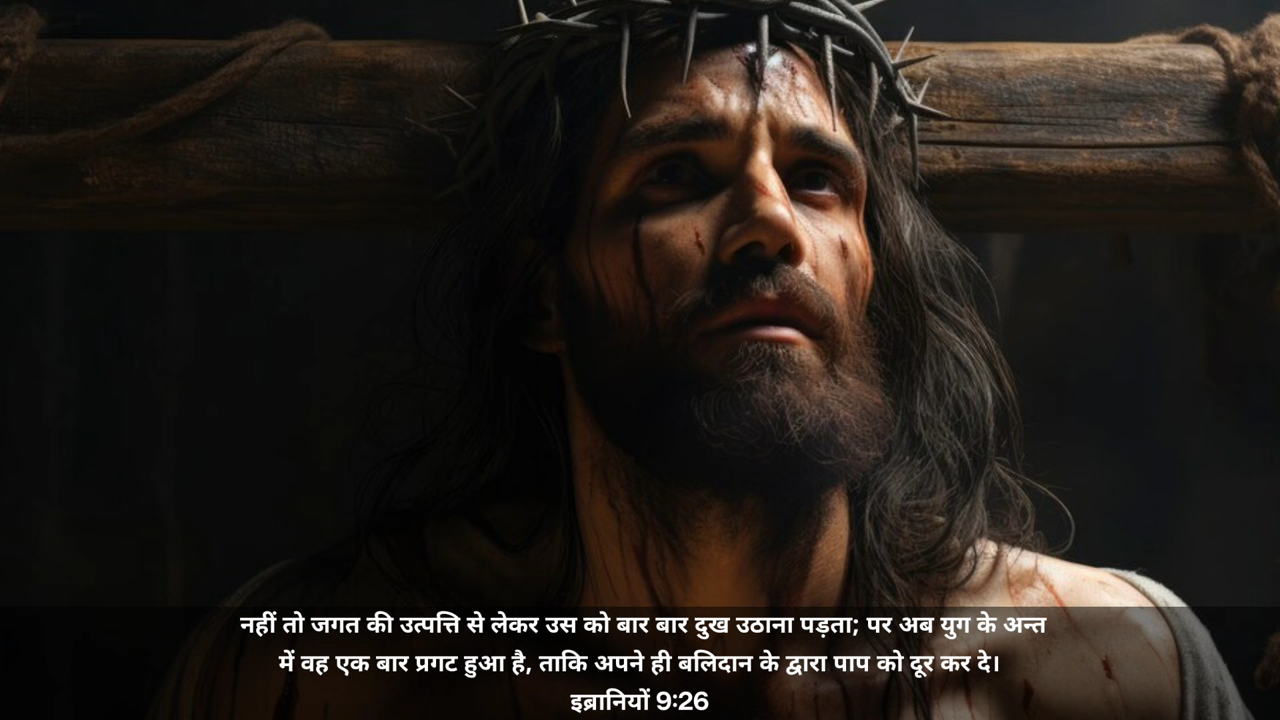 नहीं तो जगत की उत्पत्ति से लेकर उस को बार बार दुख उठाना पड़ता; पर अब युग के अन्त
में वह एक बार प्रगट हुआ है, ताकि अपने ही बलिदान के द्वारा पाप को दूर कर दे।
इब्रानियों 9:26